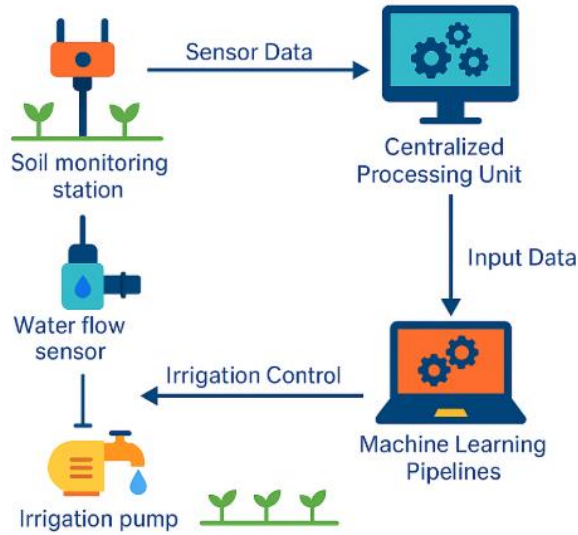 Sensor Data
Soil monitoring
station
Centralized
Processing Unit
Input Data
Water flow
sensor
Irrigation Control
Machine Learning
Pipelines
Irrigation pump